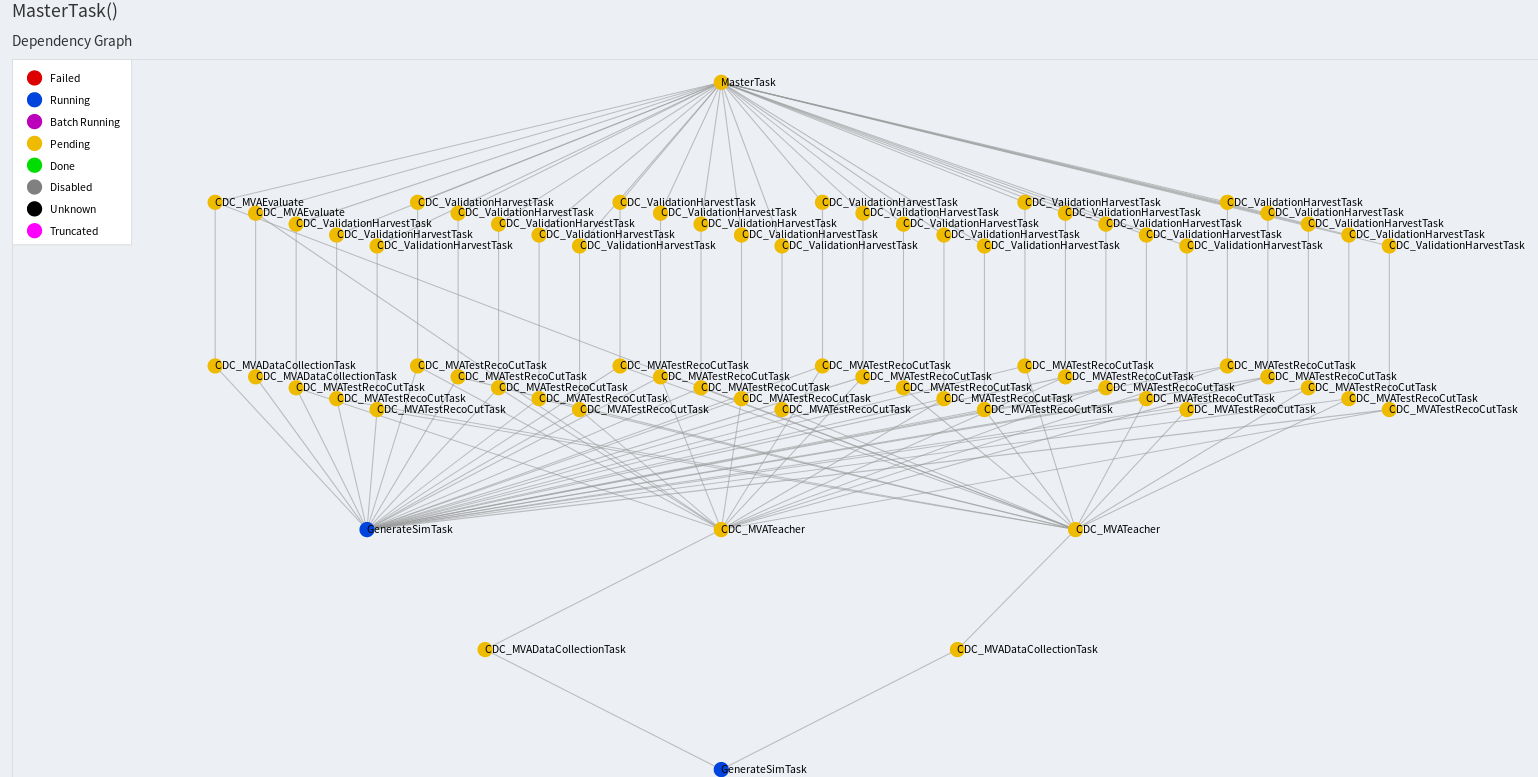 MasterTask()
Dependency Graph
Failed
Running
Batch Running
Pending
Done
Disabled
Unknown
Truncated
MasterTask
CDC_MVAEvaluate CDC_ValidationHarvestTask CDC_ValidationHarvestTask CDC_ValidationHarvestTask CDC_ValidationHarvestTask CDC_ValidationHarvestTask
CDC_MVAEvaluate CDC_ValidationHarvestTask CDC_ValidationHarvestTask CDC_ValidationHarvestTask CDC_ValidationHarvestTask CDC_ValidationHarvestTask
CDC_ValidationHarvestTask CDC_ValidationHarvestTask CDC_ValidationHarvestTask CDC_ValidationHarvestTask CDC_ValidationHarvestTask CDC_ValidationHarvestTask
CDC_ValidationHarvestTask CDC_ValidationHarvestTask CDC_ValidationHarvestTask CDC_ValidationHarvestTask CDC_ValidationHarvestTask CDC_ValidationHarvestTask
CDC_ValidationHarvestTask CDC_ValidationHarvestTask CDC_ValidationHarvestTask CDC_ValidationHarvestTask CDC_ValidationHarvestTask CDC_ValidationHarvestTask
CDC_MVADataCollectionTask CDC_MVATestRecoCutTask CDC_MVATestRecoCutTask CDC_MVATestRecoCutTask CDC_MVATestRecoCutTask CDC_MVATestRecoCutTask
CDC_MVADataCollectionTask CDC_MVATestRecoCutTask CDC_MVATestRecoCutTask CDC_MVATestRecoCutTask CDC_MVATestRecoCutTask CDC_MVATestRecoCutTask
CDC_MVATestRecoCutTask CDC_MVATestRecoCutTask CDC_MVATestRecoCutTask CDC_MVATestRecoCutTask CDC_MVATestRecoCutTask CDC_MVATestRecoCutTask
CDC_MVATestRecoCutTask CDC_MVATestRecoCutTask CDC_MVATestRecoCutTask CDC_MVATestRecoCutTask CDC_MVATestRecoCutTask CDC_MVATestRecoCutTask
CDC_MVATestRecoCutTask CDC_MVATestRecoCutTask CDC_MVATestRecoCutTask CDC_MVATestRecoCutTask CDC_MVATestRecoCutTask CDC_MVATestRecoCutTask
GenerateSimTask CDC_MVATeacher CDC_MVATeacher
CDC_MVADataCollectionTask CDC_MVADataCollectionTask
GenerateSimTask